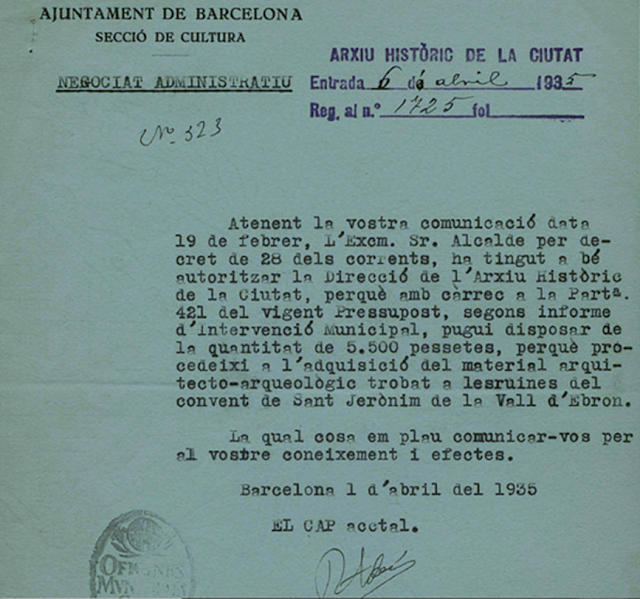 AJUNTAMENT DE BARCELONA
SECCIÓ DE CULTURA
NEGOCIAT ADMINISTRATIU
ARXIU HISTÒRIC DE LA CIUTAT
Entrada 6 de abril 1935
Reg. al n.º 1725 fol
Nº 323
Atenent la vostra comunicació data
19 de febrer, L'Excm. Sr. Alcalde per de-
cret de 28 dels corrents, ha tingut a bé
autoritzar la Direcció de l'Arxiu Històric
de la Ciutat, perquè amb càrrec a la Partª.
421 del vigent Pressupost, segons informe
d'Intervenció Municipal, pugui disposar de
la quantitat de 5.500 pessetes, perquè pro-
cedeixi a l'adquisició del material arqui-
tecto-arqueològic trobat a lesruines del
convent de Sant Jerònim de la Vall d'Ebron.
La qual cosa em plau comunicar-vos per
al vostre coneixement i efectes.
Barcelona 1 d'abril del 1935
EL CAP acctal.